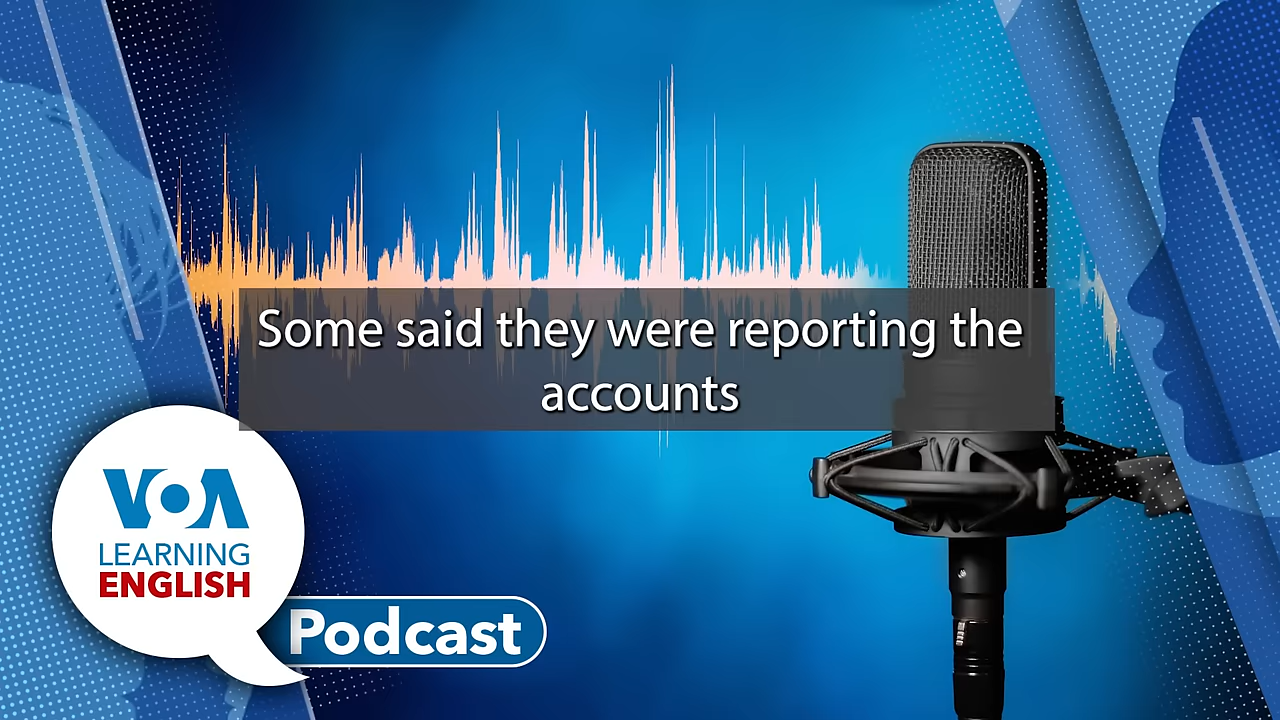 Some said they were reporting the
accounts
VOA
LEARNING
ENGLISH
Podcast